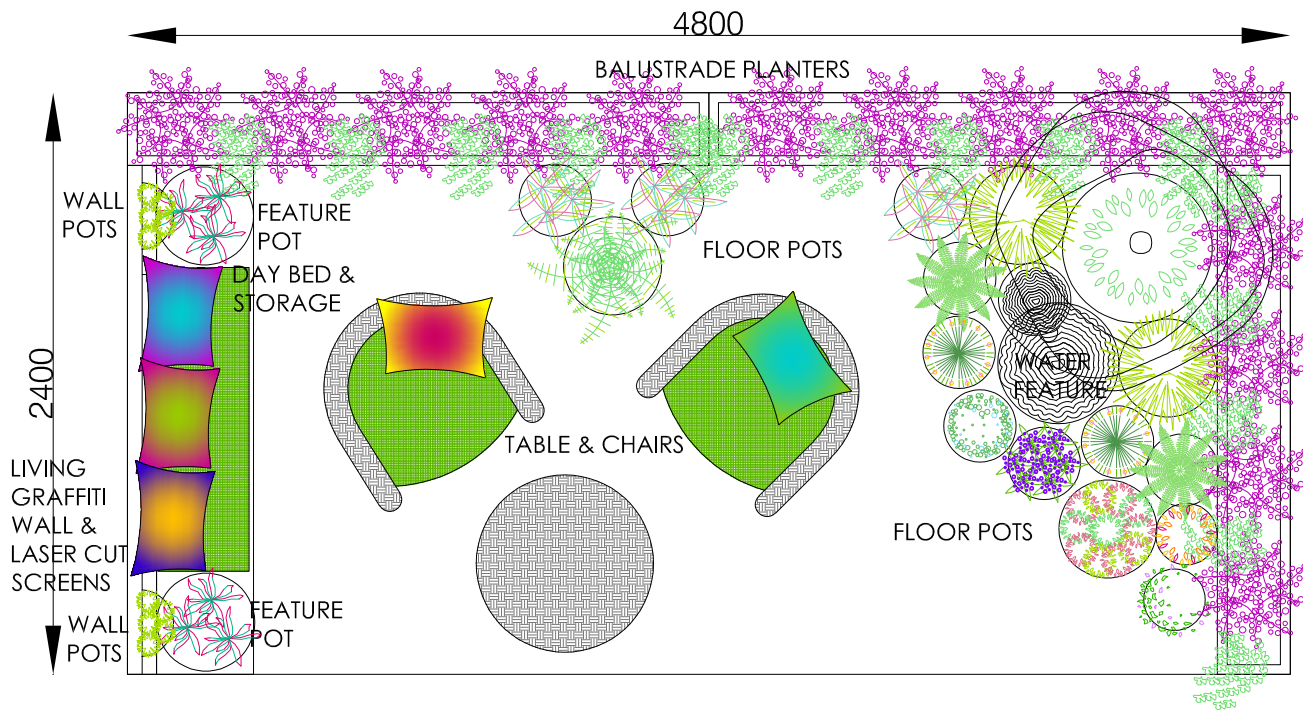 4800
BALUSTRADE PLANTERS
WALL
POTS
FEATURE
POT
FLOOR POTS
DAY BED &
STORAGE
2400
WATER
FEATURE
TABLE & CHAIRS
LIVING
GRAFFITI
WALL &
LASER CUT
SCREENS
FLOOR POTS
FEATURE
POT
WALL
POTS